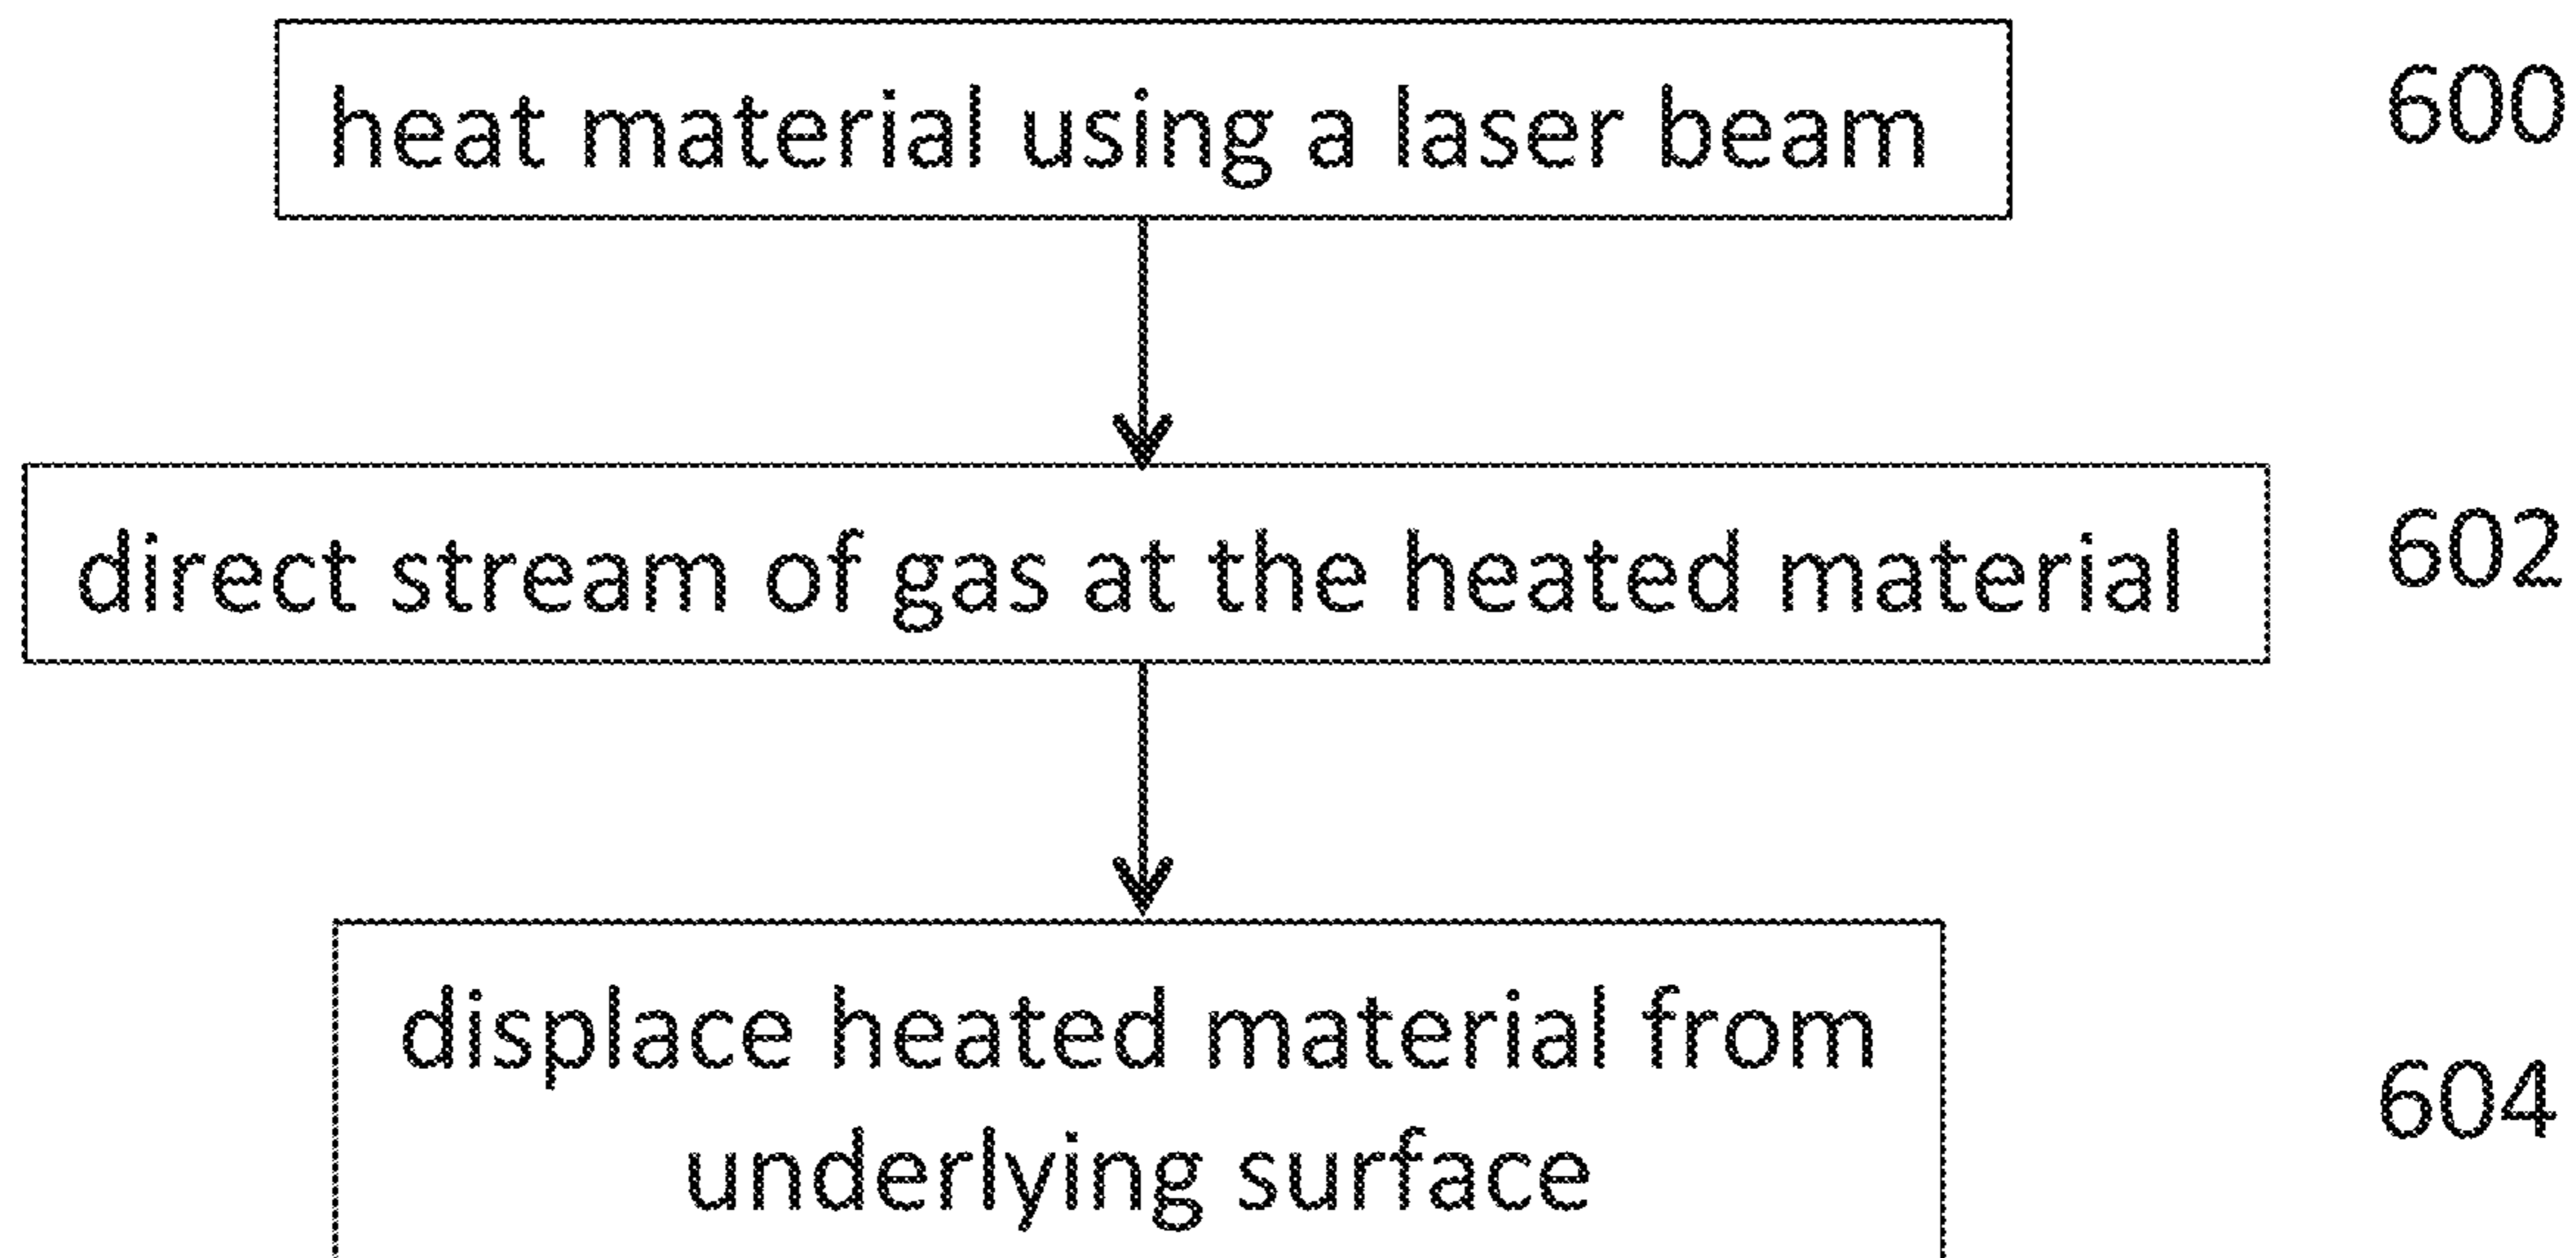 heat material using a laser beam 600
direct stream of gas at the heated material 602
displace heated material from
underlying surface
604